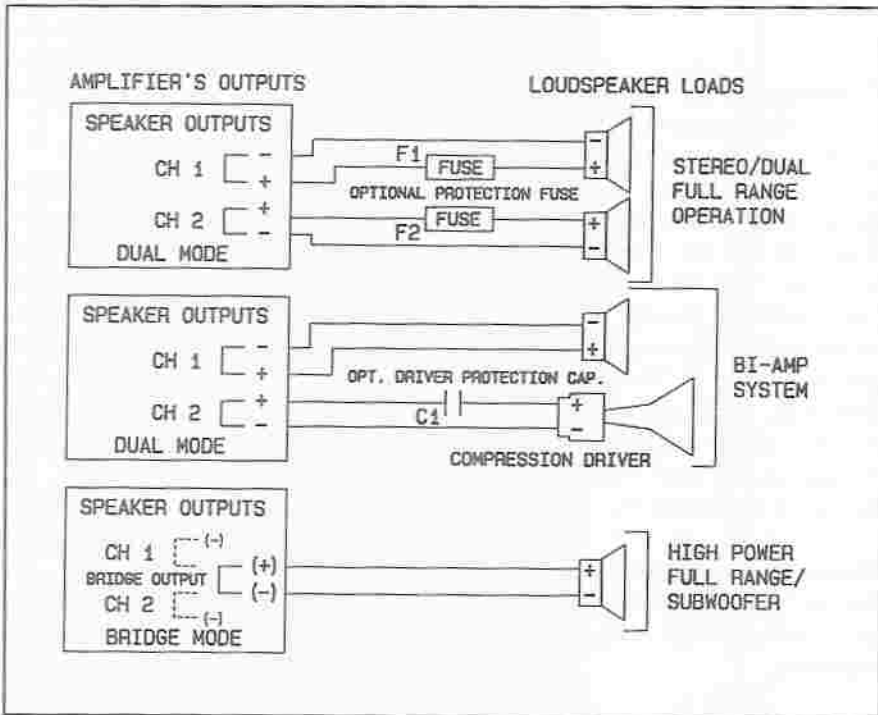 AMPLIFIER'S OUTPUTS
LOUDSPEAKER LOADS
SPEAKER OUTPUTS
CH 1
-
+
CH 2
+
-
DUAL MODE
F1
FUSE
OPTIONAL PROTECTION FUSE
FUSE
F2
-
+
+
-
STEREO/DUAL
FULL RANGE
OPERATION
SPEAKER OUTPUTS
CH 1
-
+
CH 2
+
-
DUAL MODE
OPT. DRIVER PROTECTION CAP.
C1
-
+
+
-
COMPRESSION DRIVER
BI-AMP
SYSTEM
SPEAKER OUTPUTS
CH 1
(-)
BRIDGE OUTPUT
(+)
(-)
CH 2
(-)
BRIDGE MODE
+
-
HIGH POWER
FULL RANGE/
SUBWOOFER